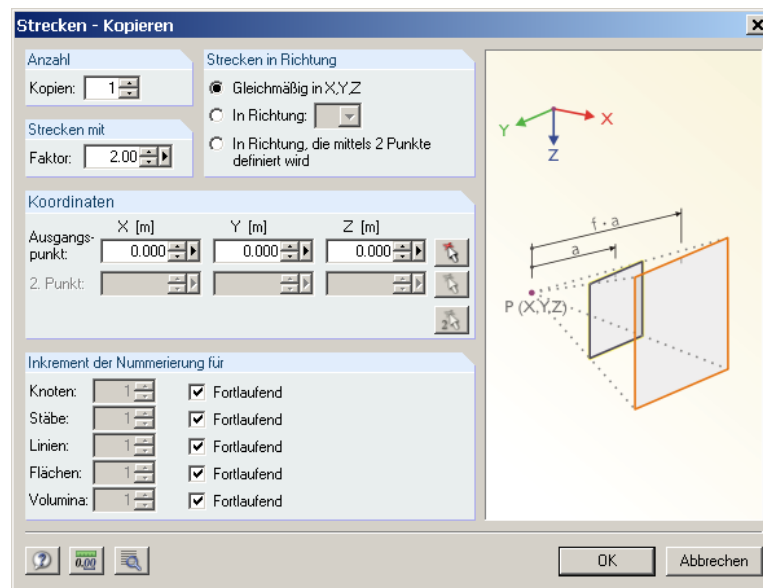 Strecken - Kopieren
Anzahl
Kopien: 1
Strecken mit
Faktor: 2.00
Strecken in Richtung
Gleichmäßig in X,Y,Z
In Richtung:
In Richtung, die mittels 2 Punkte
definiert wird
Koordinaten
X [m] Y [m] Z [m]
Ausgangs-
punkt: 0.000 0.000 0.000
2. Punkt:
2
Inkrement der Nummerierung für
Knoten: 1 Fortlaufend
Stäbe: 1 Fortlaufend
Linien: 1 Fortlaufend
Flächen: 1 Fortlaufend
Volumina: 1 Fortlaufend
Y X
Z
f · a
a
P (X,Y,Z)
0.00
OK Abbrechen